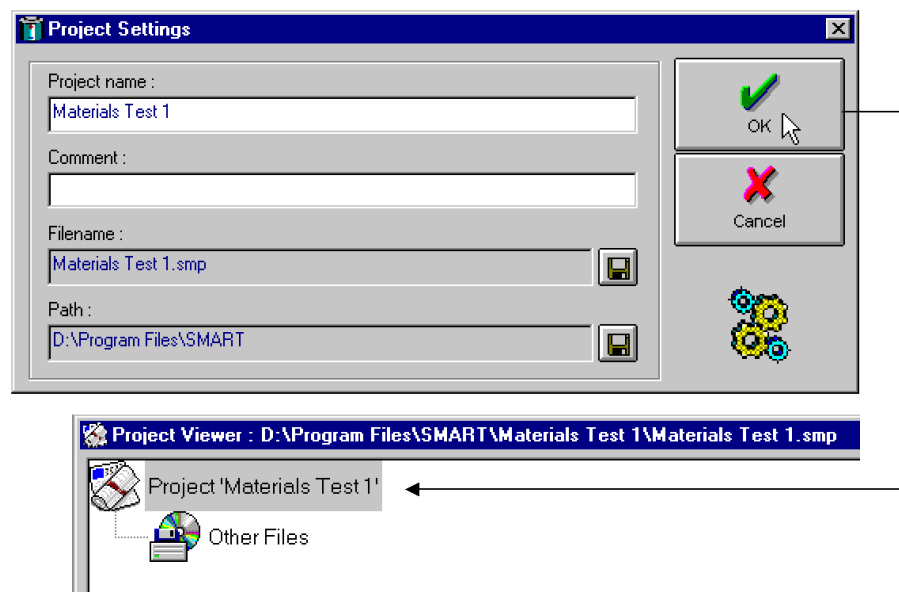 Project Settings
Project name :
Materials Test 1
OK
Comment :
Cancel
Filename :
Materials Test 1.smp
Path :
D:\Program Files\SMART
Project Viewer : D:\Program Files\SMART\Materials Test 1\Materials Test 1.smp
Project 'Materials Test 1'
Other Files